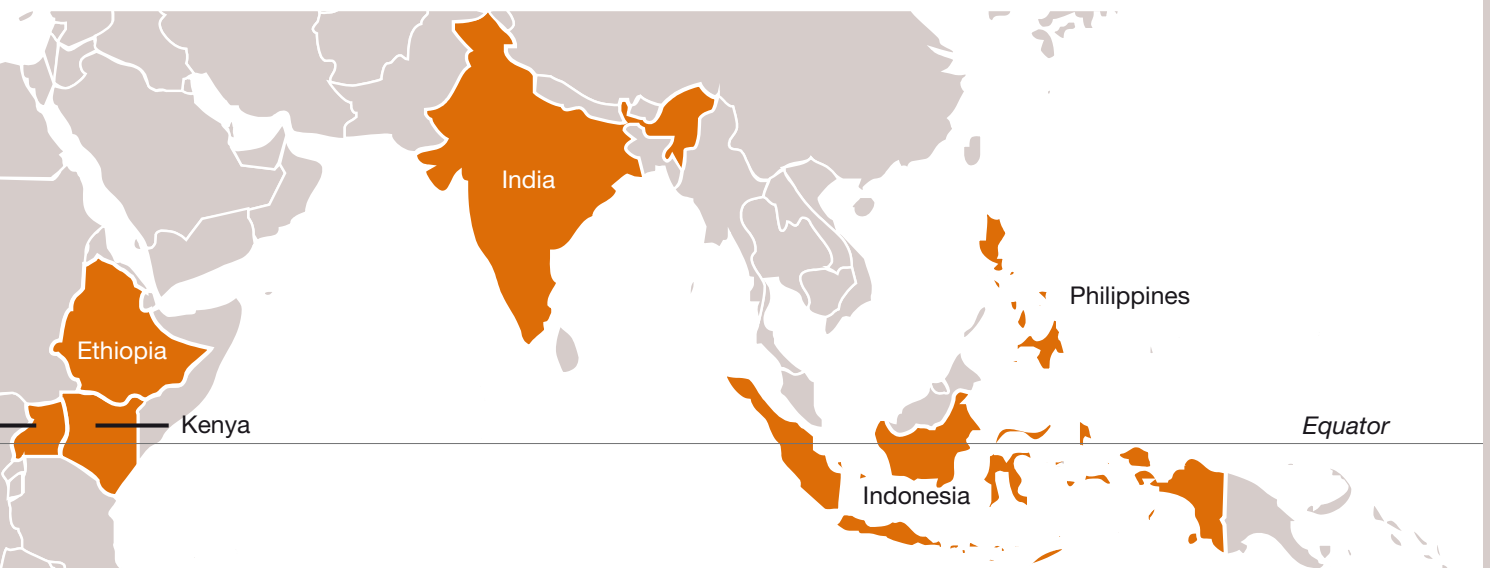 India
Philippines
Ethiopia
Kenya
Equator
Indonesia